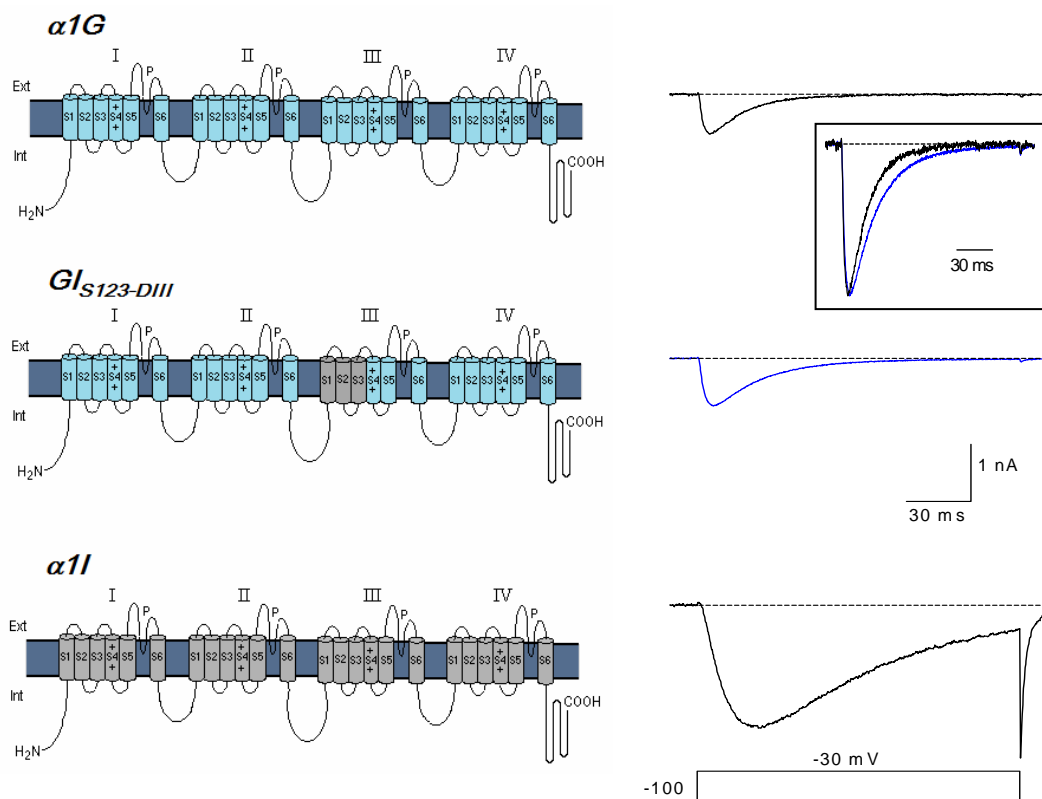 α1G
I II III IV
P
Ext
S1 S2 S3 +S4+ S5 S6 S1 S2 S3 +S4+ S5 S6 S1 S2 S3 +S4+ S5 S6 S1 S2 S3 +S4+ S5 S6
Int
COOH
H2N
30 ms
GIS123-DIII
I II III IV
P P P P
Ext
S1 S2 S3 +S4+ S5 S6 S1 S2 S3 +S4+ S5 S6 S1 S2 S3 +S4+ S5 S6 S1 S2 S3 +S4+ S5 S6
Int
COOH
H2N
1 nA
30 ms
α1I
I II III IV
P P P P
Ext
S1 S2 S3 +S4+ S5 S6 S1 S2 S3 +S4+ S5 S6 S1 S2 S3 +S4+ S5 S6 S1 S2 S3 +S4+ S5 S6
Int
COOH
H2N
-30 mV
-100